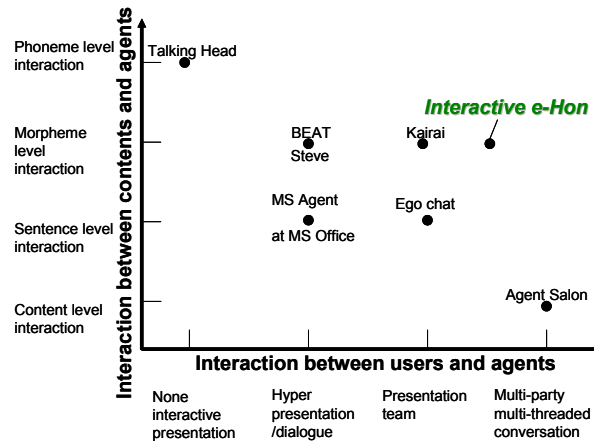 Interaction between contents and agents
Phoneme level
interaction
Talking Head
Interactive e-Hon
Morpheme
level
interaction
BEAT
Steve
Kairai
MS Agent
at MS Office
Ego chat
Sentence level
interaction
Agent Salon
Content level
interaction
Interaction between users and agents
None
interactive
presentation
Hyper
presentation
/dialogue
Presentation
team
Multi-party
multi-threaded
conversation